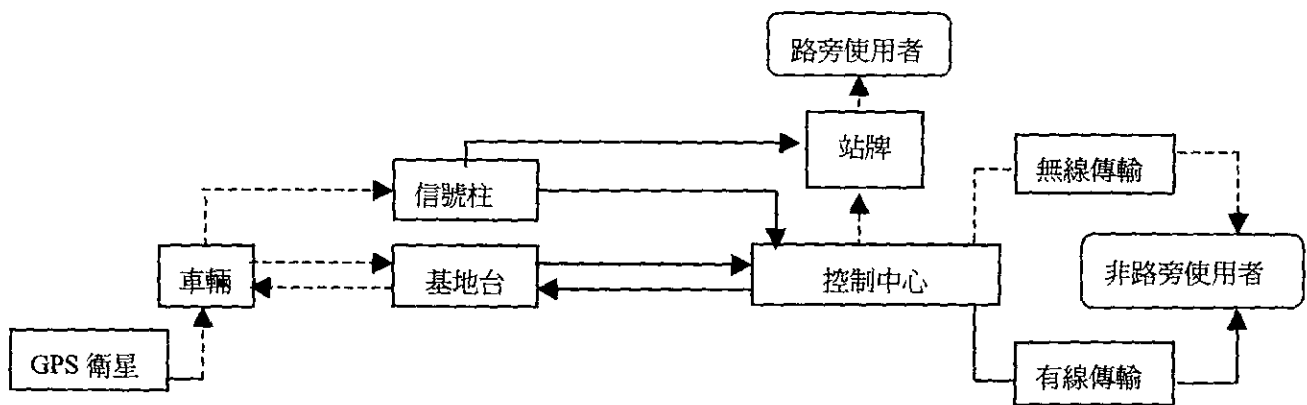 路旁使用者
站牌
無線傳輸
信號柱
車輛
基地台
控制中心
非路旁使用者
GPS 衛星
有線傳輸